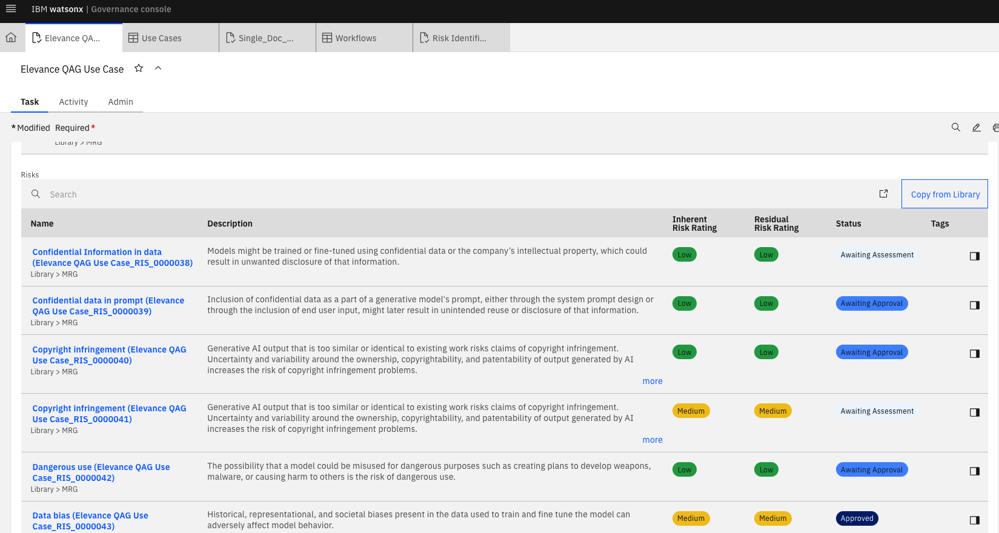 IBM watsonx | Governance console
Elevance QA...
Use Cases
Single_Doc_...
Workflows
Risk Identifi...
Elevance QAG Use Case
Task
Activity
Admin
* Modified Required *
Library > MRG
Risks
Search
Copy from Library
Name
Description
Inherent
Risk Rating
Residual
Risk Rating
Status
Tags
Confidential Information in data
(Elevance QAG Use Case_RIS_0000038)
Library > MRG
Models might be trained or fine-tuned using confidential data or the company’s intellectual property, which could
result in unwanted disclosure of that information.
Low
Low
Awaiting Assessment
Confidential data in prompt (Elevance
QAG Use Case_RIS_0000039)
Library > MRG
Inclusion of confidential data as a part of a generative model's prompt, either through the system prompt design or
through the inclusion of end user input, might later result in unintended reuse or disclosure of that information.
Low
Low
Awaiting Approval
Copyright infringement (Elevance QAG
Use Case_RIS_0000040)
Library > MRG
Generative AI output that is too similar or identical to existing work risks claims of copyright infringement.
Uncertainty and variability around the ownership, copyrightability, and patentability of output generated by AI
increases the risk of copyright infringement problems.
more
Low
Low
Awaiting Approval
Copyright infringement (Elevance QAG
Use Case_RIS_0000041)
Library > MRG
Generative AI output that is too similar or identical to existing work risks claims of copyright infringement.
Uncertainty and variability around the ownership, copyrightability, and patentability of output generated by AI
increases the risk of copyright infringement problems.
more
Medium
Medium
Awaiting Assessment
Dangerous use (Elevance QAG Use
Case_RIS_0000042)
Library > MRG
The possibility that a model could be misused for dangerous purposes such as creating plans to develop weapons,
malware, or causing harm to others is the risk of dangerous use.
Low
Low
Awaiting Approval
Data bias (Elevance QAG Use
Case_RIS_0000043)
Historical, representational, and societal biases present in the data used to train and fine tune the model can
adversely affect model behavior.
Medium
Medium
Approved